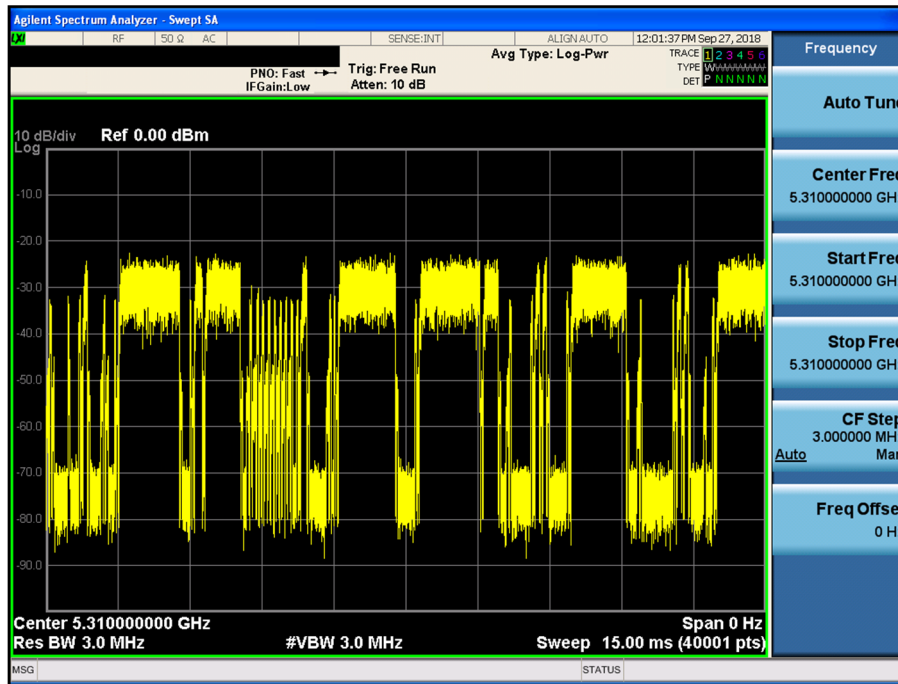 Agilent Spectrum Analyzer - Swept SA
LXI RF 50 Ω AC SENSE:INT ALIGN AUTO 12:01:37 PM Sep 27, 2018
PNO: Fast Trig: Free Run Avg Type: Log-Pwr TRACE 1 2 3 4 5 6
IFGain:Low Atten: 10 dB TYPE WWWWWW
DET P N N N N N
10 dB/div Ref 0.00 dBm
Log
-10.0
-20.0
-30.0
-40.0
-50.0
-60.0
-70.0
-80.0
-90.0
Center 5.310000000 GHz Span 0 Hz
Res BW 3.0 MHz #VBW 3.0 MHz Sweep 15.00 ms (40001 pts)
MSG STATUS
Frequency
Auto Tune
Center Freq
5.310000000 GH
Start Freq
5.310000000 GH
Stop Freq
5.310000000 GH
CF Step
3.000000 MH
Auto Man
Freq Offset
0 H